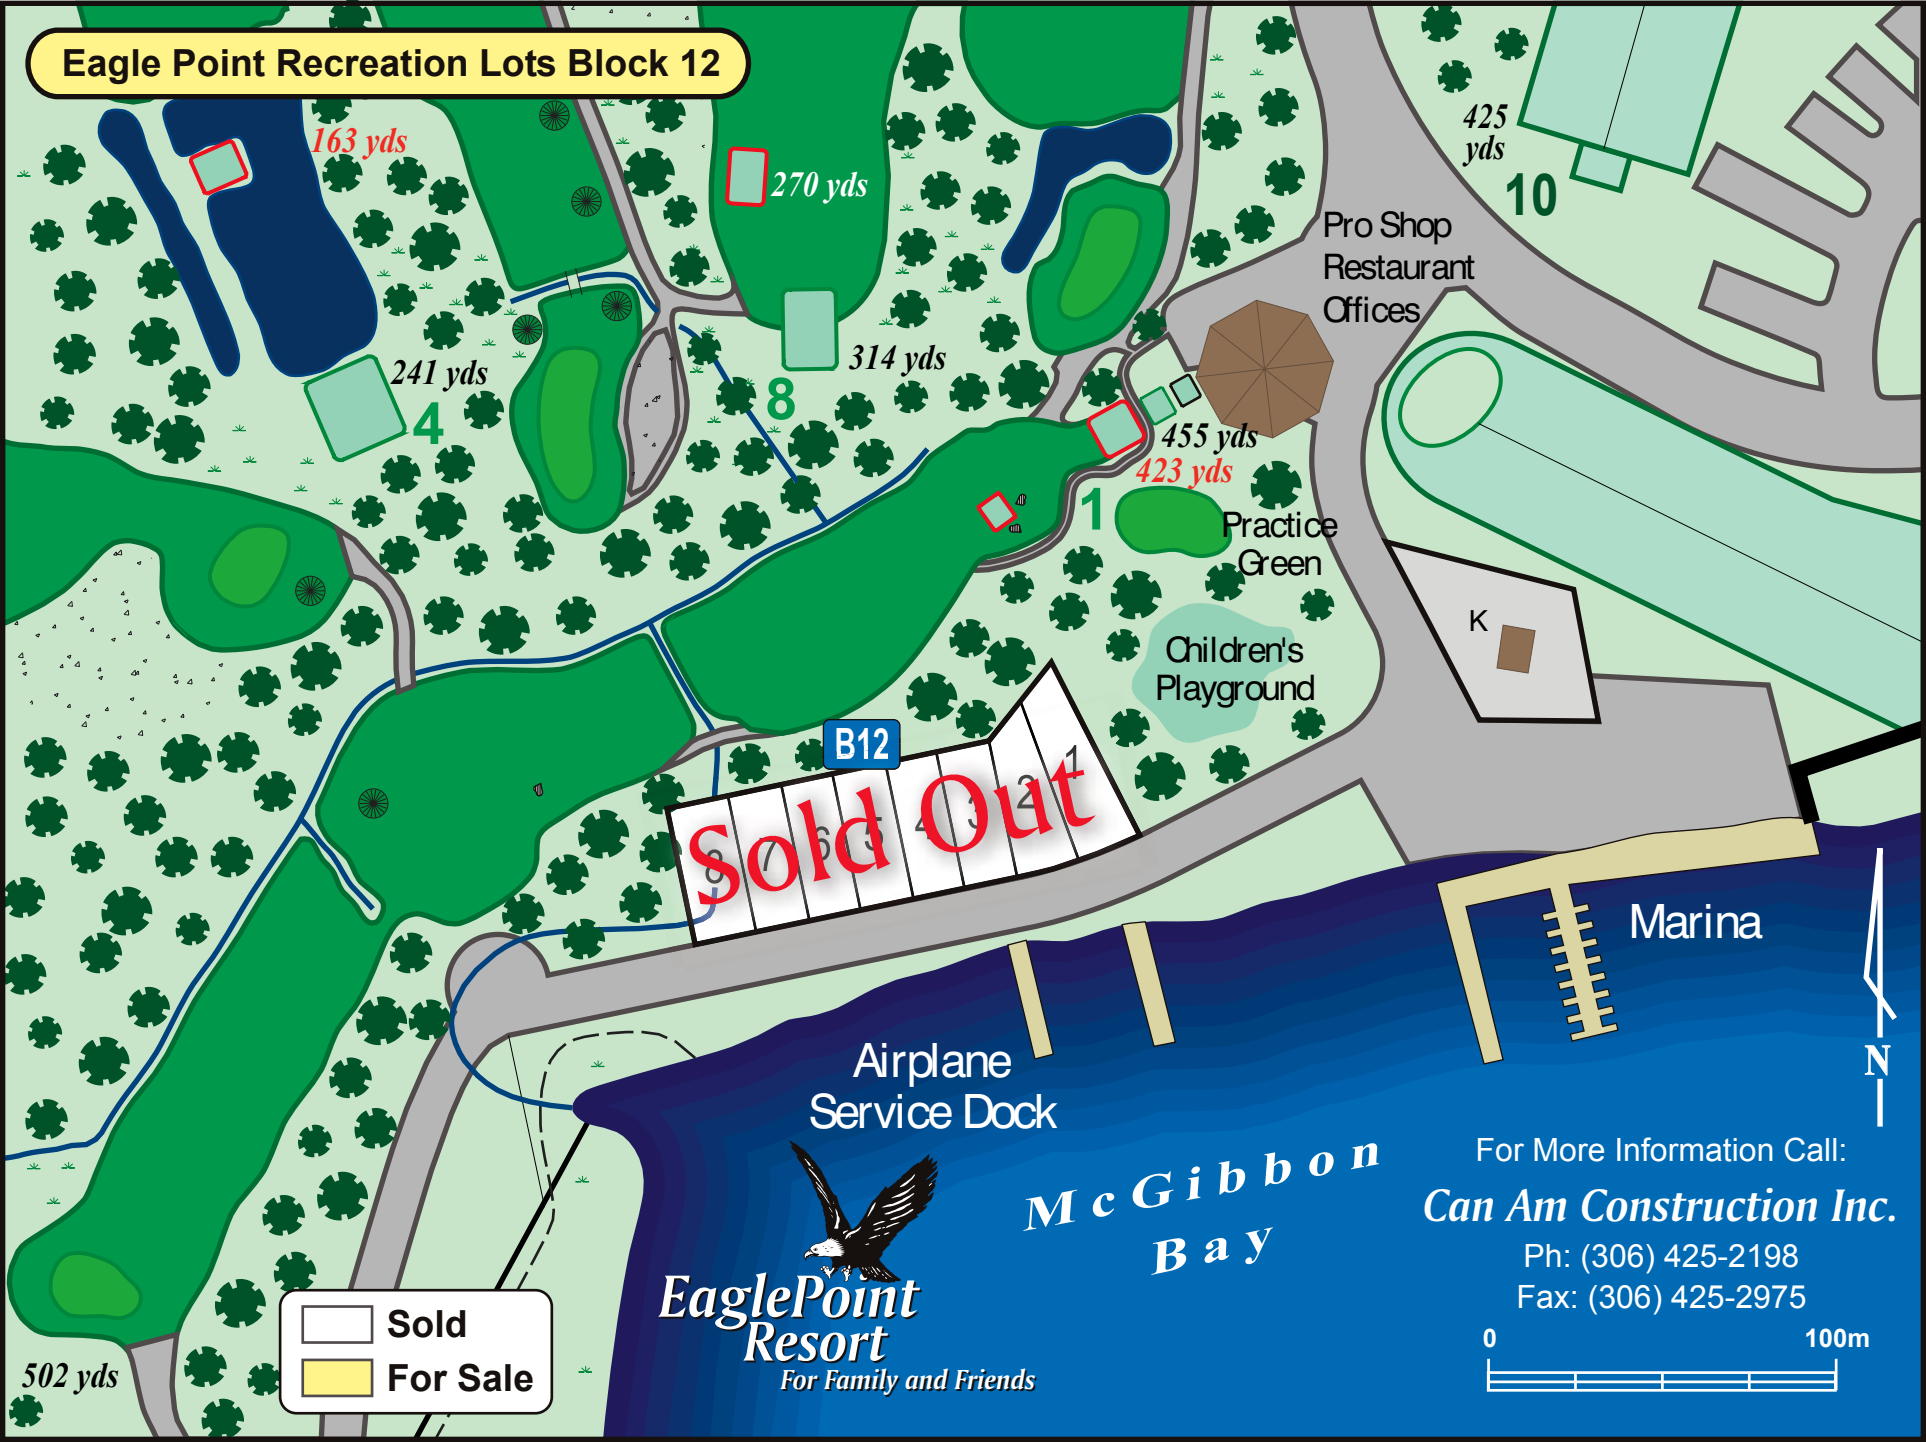 Eagle Point Recreation Lots Block 12
163 yds
270 yds
425
yds
10
Pro Shop
Restaurant
Offices
241 yds
4
314 yds
8
455 yds
423 yds
1
Practice
Green
K
Children's
Playground
B12
Sold Out
8
7
6
5
4
3
2
1
Marina
N
Airplane
Service Dock
McGibbon
Bay
For More Information Call:
Can Am Construction Inc.
Ph: (306) 425-2198
Fax: (306) 425-2975
0 100m
EaglePoint
Resort
For Family and Friends
Sold
For Sale
502 yds